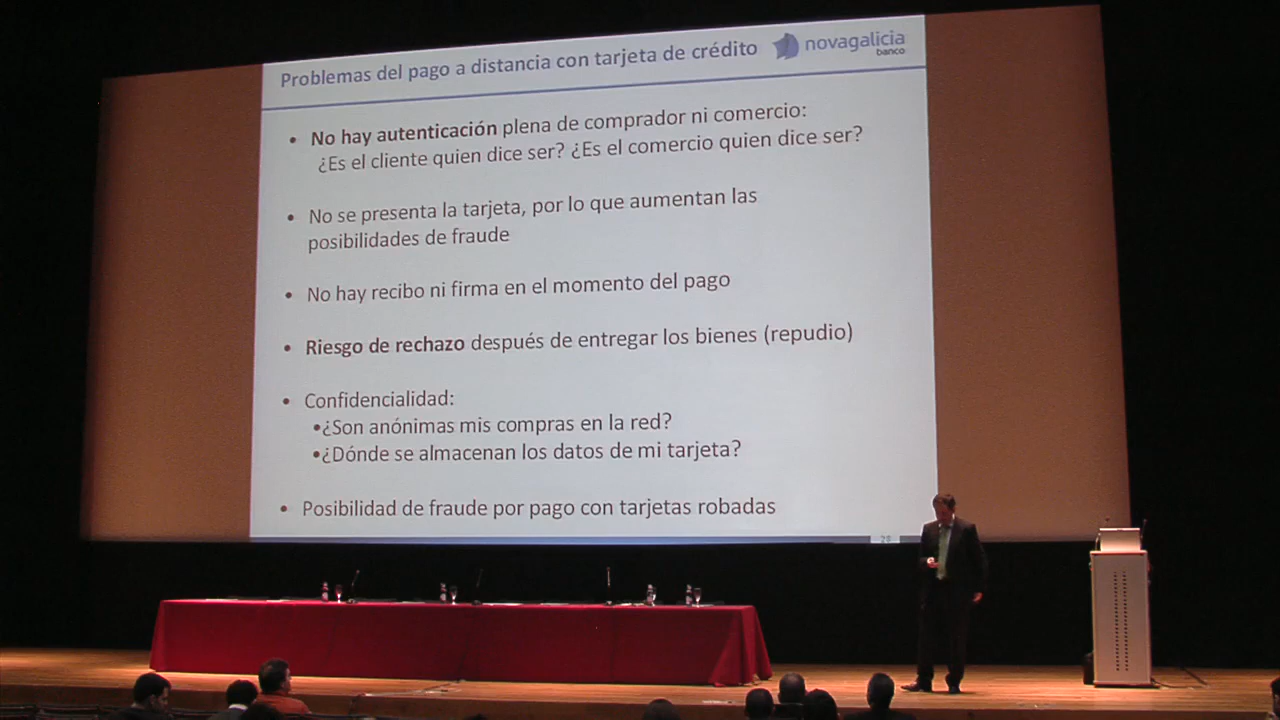 Problemas del pago a distancia con tarjeta de crédito
novagalicia
banco
• No hay autenticación plena de comprador ni comercio:
¿Es el cliente quien dice ser? ¿Es el comercio quien dice ser?
• No se presenta la tarjeta, por lo que aumentan las
posibilidades de fraude
• No hay recibo ni firma en el momento del pago
• Riesgo de rechazo después de entregar los bienes (repudio)
• Confidencialidad:
•¿Son anónimas mis compras en la red?
•¿Dónde se almacenan los datos de mi tarjeta?
• Posibilidad de fraude por pago con tarjetas robadas